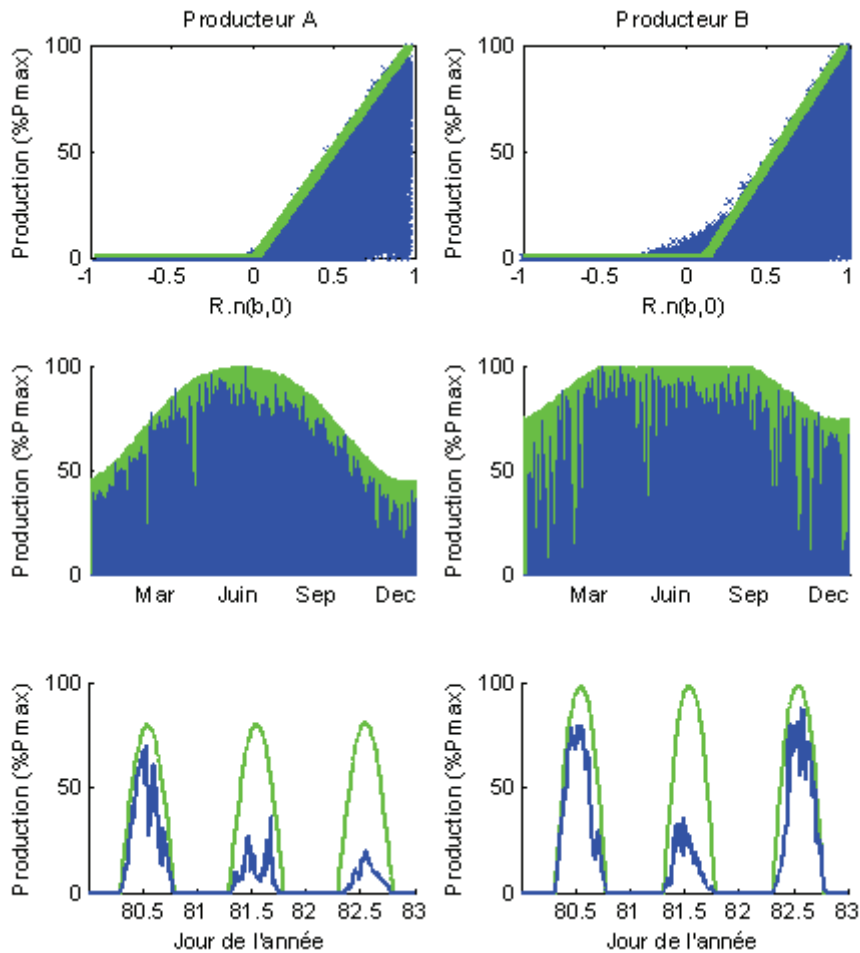 Producteur A
Producteur B
Production (%Pmax)
100
50
0
-1
-0.5
0
0.5
1
R.n(b,0)
Production (%Pmax)
100
50
0
-1
-0.5
0
0.5
1
R.n(b,0)
Production (%Pmax)
100
50
0
Mar
Juin
Sep
Dec
Production (%Pmax)
100
50
0
Mar
Juin
Sep
Dec
Production (%Pmax)
100
50
0
80.5
81
81.5
82
82.5
83
Jour de l'année
Production (%Pmax)
100
50
0
80.5
81
81.5
82
82.5
83
Jour de l'année